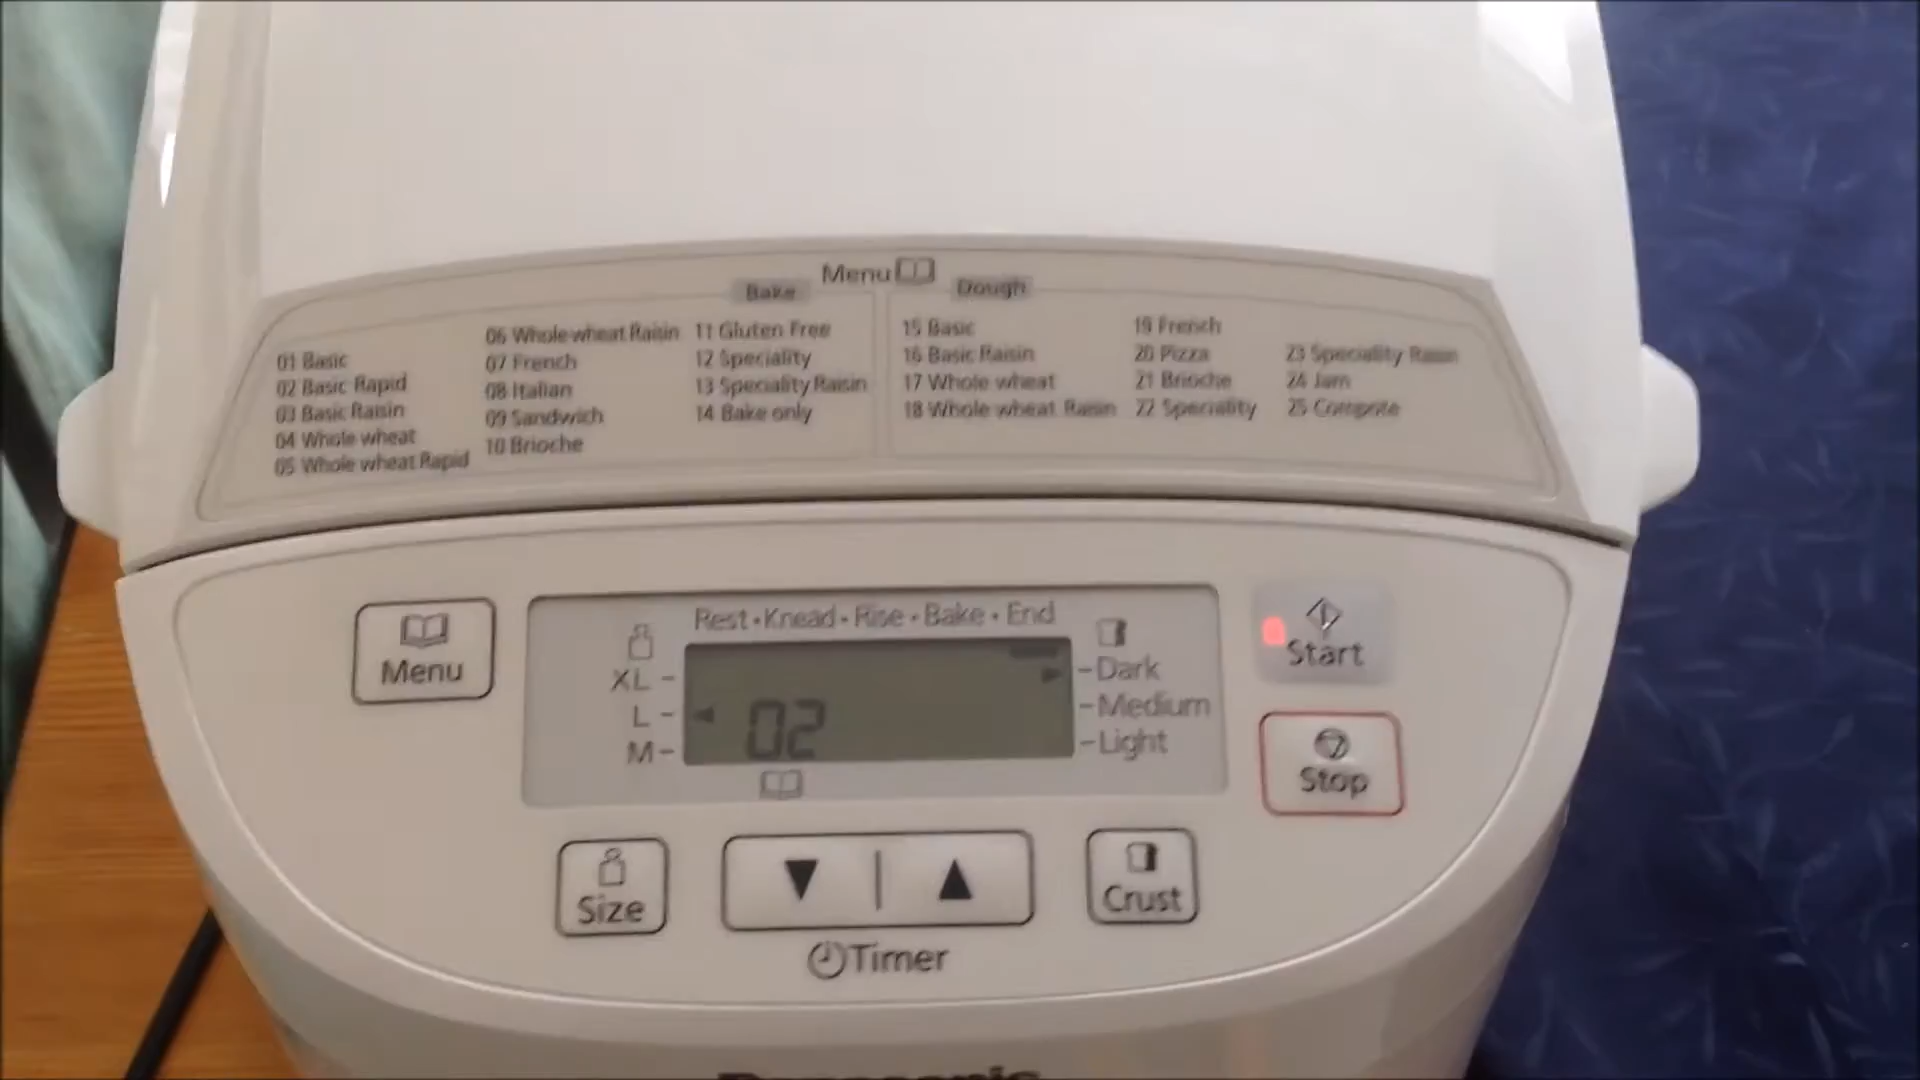 Menu
Bake
01 Basic
02 Basic Rapid
03 Basic Raisin
04 Whole wheat
05 Whole wheat Rapid
06 Whole wheat Raisin
07 French
08 Italian
09 Sandwich
10 Brioche
11 Gluten Free
12 Speciality
13 Speciality Raisin
14 Bake only
Dough
15 Basic
16 Basic Raisin
17 Whole wheat
18 Whole wheat Raisin
19 French
20 Pizza
21 Brioche
22 Speciality
23 Speciality Raisin
24 Jam
25 Compote
Menu
Rest • Knead • Rise • Bake • End
XL
L
M
02
Dark
Medium
Light
Start
Stop
Size
▼ | ▲
Timer
Crust
Panasonic